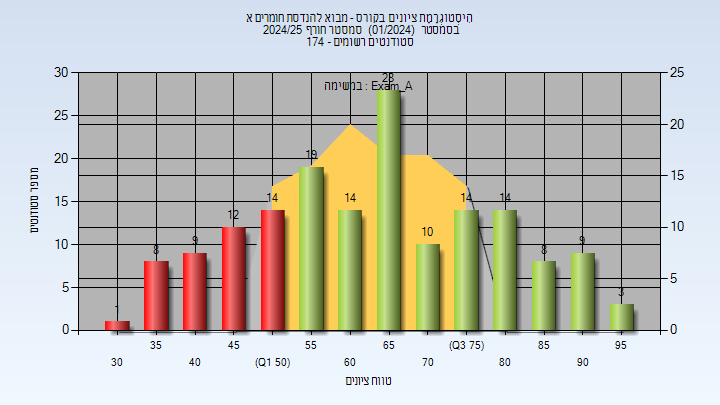 היסטוגרמת ציונים בקורס - מבוא להנדסת חומרים א
בסמסטר (01/2024) סמסטר חורף 2024/25
סטודנטים רשומים - 174
במשימה : Exam_A
30 25 20 15 10 5 0
25 20 15 10 5 0
מספר סטודנטים
1 8 9 12 14 19 14 28 10 14 14 8 9 3
35 45 55 65 (Q3 75) 85 95
30 40 (Q1 50) 60 70 80 90
טווח ציונים